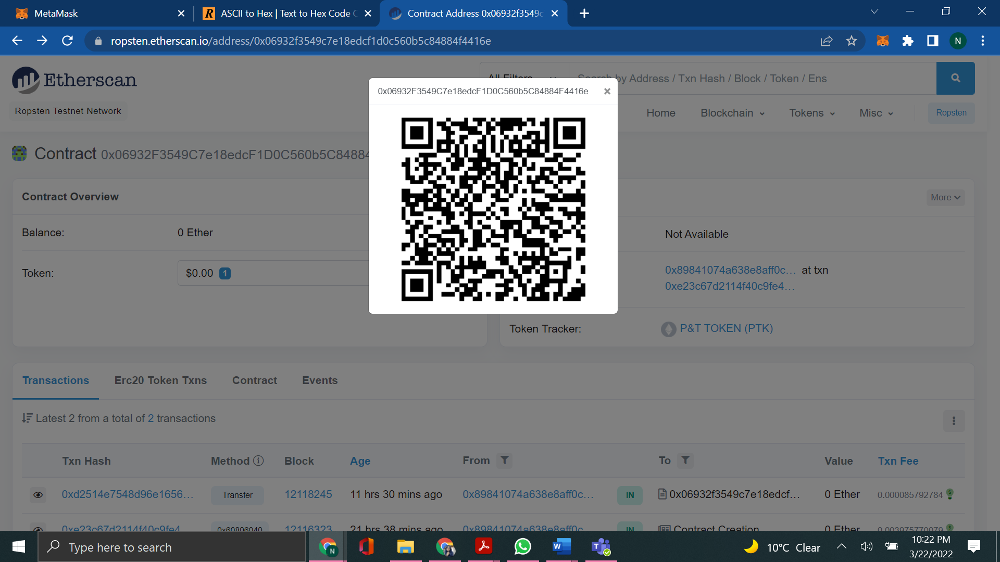 MetaMask
ASCII to Hex | Text to Hex Code C
Contract Address 0x06932f3549c
ropsten.etherscan.io/address/0x06932f3549c7e18edcf1d0c560b5c84884f4416e
N
Etherscan
All Filters
Search by Address / Txn Hash / Block / Token / Ens
0x06932F3549C7e18edcF1D0C560b5C84884F4416e
Ropsten Testnet Network
Home
Blockchain
Tokens
Misc
Ropsten
Contract 0x06932F3549C7e18edcF1D0C560b5C84884
Contract Overview
More
Balance:
0 Ether
Not Available
Token:
$0.00 1
0x89841074a638e8aff0c... at txn
0xe23c67d2114f40c9fe4...
Token Tracker:
P&T TOKEN (PTK)
Transactions
Erc20 Token Txns
Contract
Events
Latest 2 from a total of 2 transactions
Txn Hash
Method
Block
Age
From
To
Value
Txn Fee
0xd2514e7548d96e1656...
Transfer
12118245
11 hrs 30 mins ago
0x89841074a638e8aff0c...
IN
0x06932f3549c7e18edcf...
0 Ether
0.000085792784
0xe23c67d2114f40c9fe4
0x60806040
12116323
21 hrs 38 mins ago
0x89841074a638e8aff0c
IN
Contract Creation
0 Ether
0.003975770079
Type here to search
N
W
T
10°C Clear
10:22 PM
3/22/2022